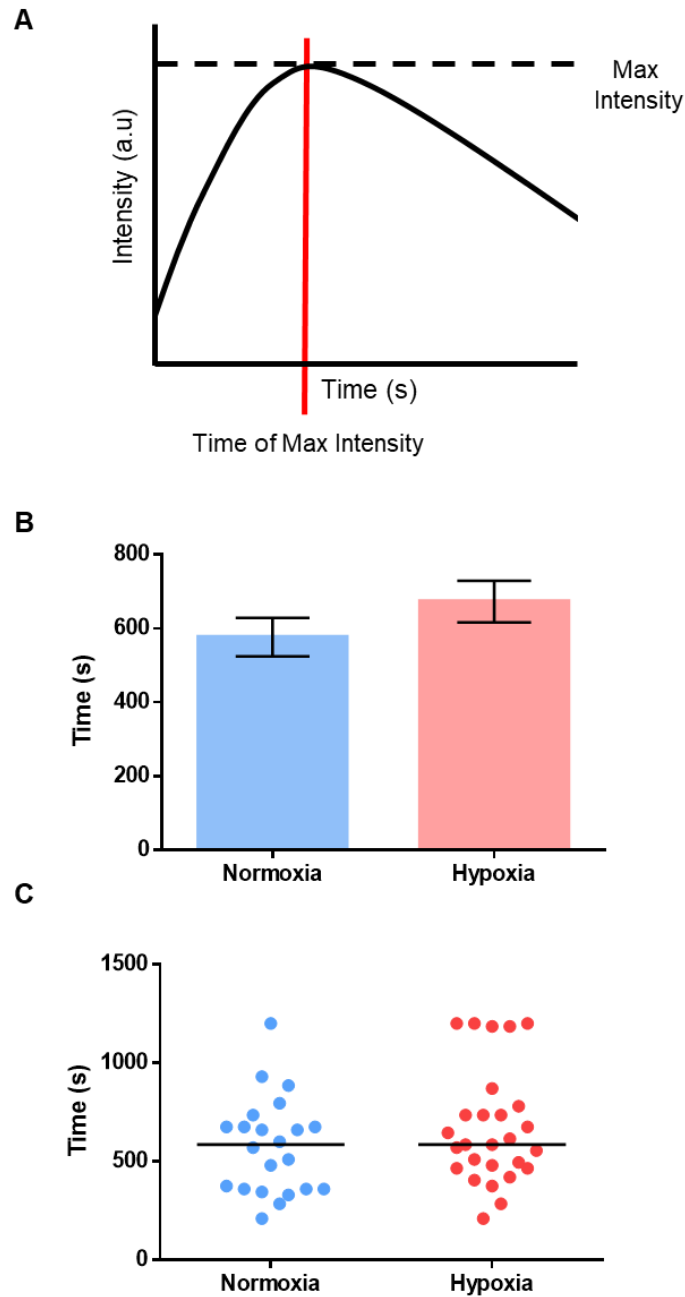 A
Max
Intensity
Intensity (a.u)
Time (s)
Time of Max Intensity
B
800
600
400
200
0
Time (s)
Normoxia
Hypoxia
C
1500
1000
500
0
Time (s)
Normoxia
Hypoxia